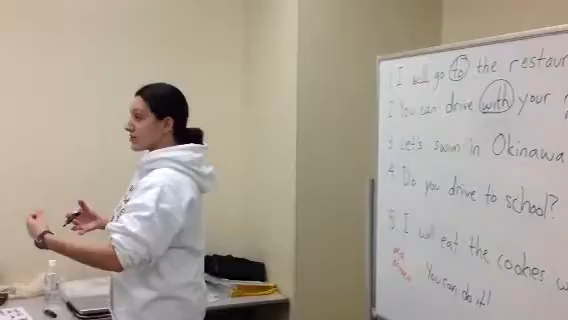 1 I will go to the restaur
2 You can drive with your
3 Let's swim in Okinawa
4 Do you drive to school?
5 I will eat the cookies w
You can do it!